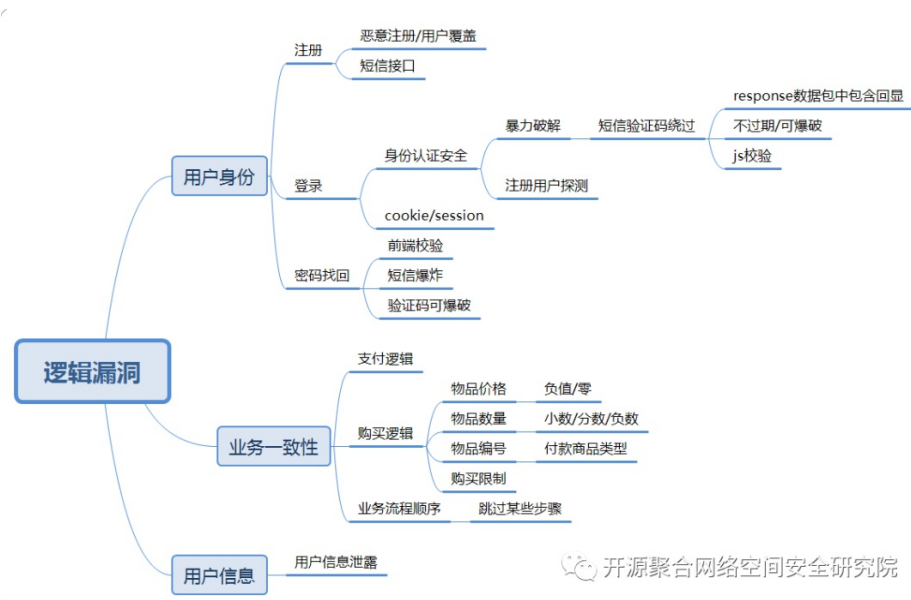 逻辑漏洞
用户身份
注册
恶意注册/用户覆盖
短信接口
登录
身份认证安全
暴力破解
短信验证码绕过
response数据包中包含回显
不过期/可爆破
js校验
注册用户探测
cookie/session
密码找回
前端校验
短信爆炸
验证码可爆破
业务一致性
支付逻辑
购买逻辑
物品价格
负值/零
物品数量
小数/分数/负数
物品编号
付款商品类型
购买限制
业务流程顺序
跳过某些步骤
用户信息
用户信息泄露
开源聚合网络空间安全研究院